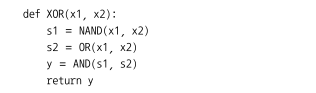 def XOR(x1, x2):
    s1 = NAND(x1, x2)
    s2 = OR(x1, x2)
    y = AND(s1, s2)
    return y